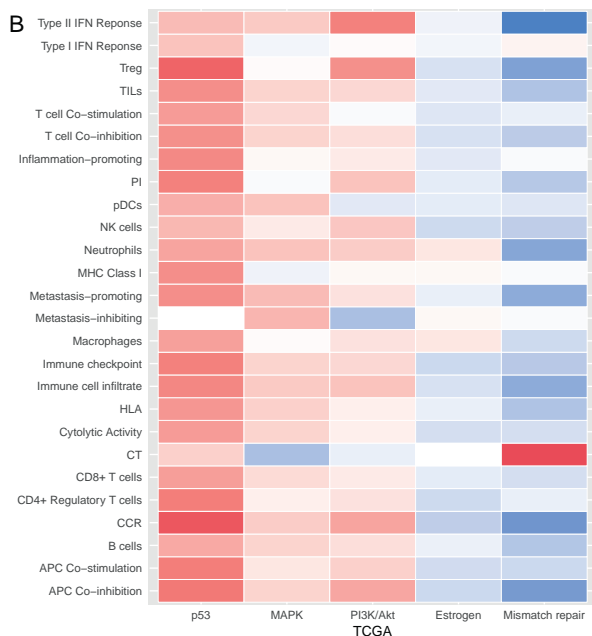 B
Type II IFN Reponse
Type I IFN Reponse
Treg
TILs
T cell Co−stimulation
T cell Co−inhibition
Inflammation−promoting
PI
pDCs
NK cells
Neutrophils
MHC Class I
Metastasis−promoting
Metastasis−inhibiting
Macrophages
Immune checkpoint
Immune cell infiltrate
HLA
Cytolytic Activity
CT
CD8+ T cells
CD4+ Regulatory T cells
CCR
B cells
APC Co−stimulation
APC Co−inhibition
p53 MAPK PI3K/Akt Estrogen Mismatch repair
TCGA